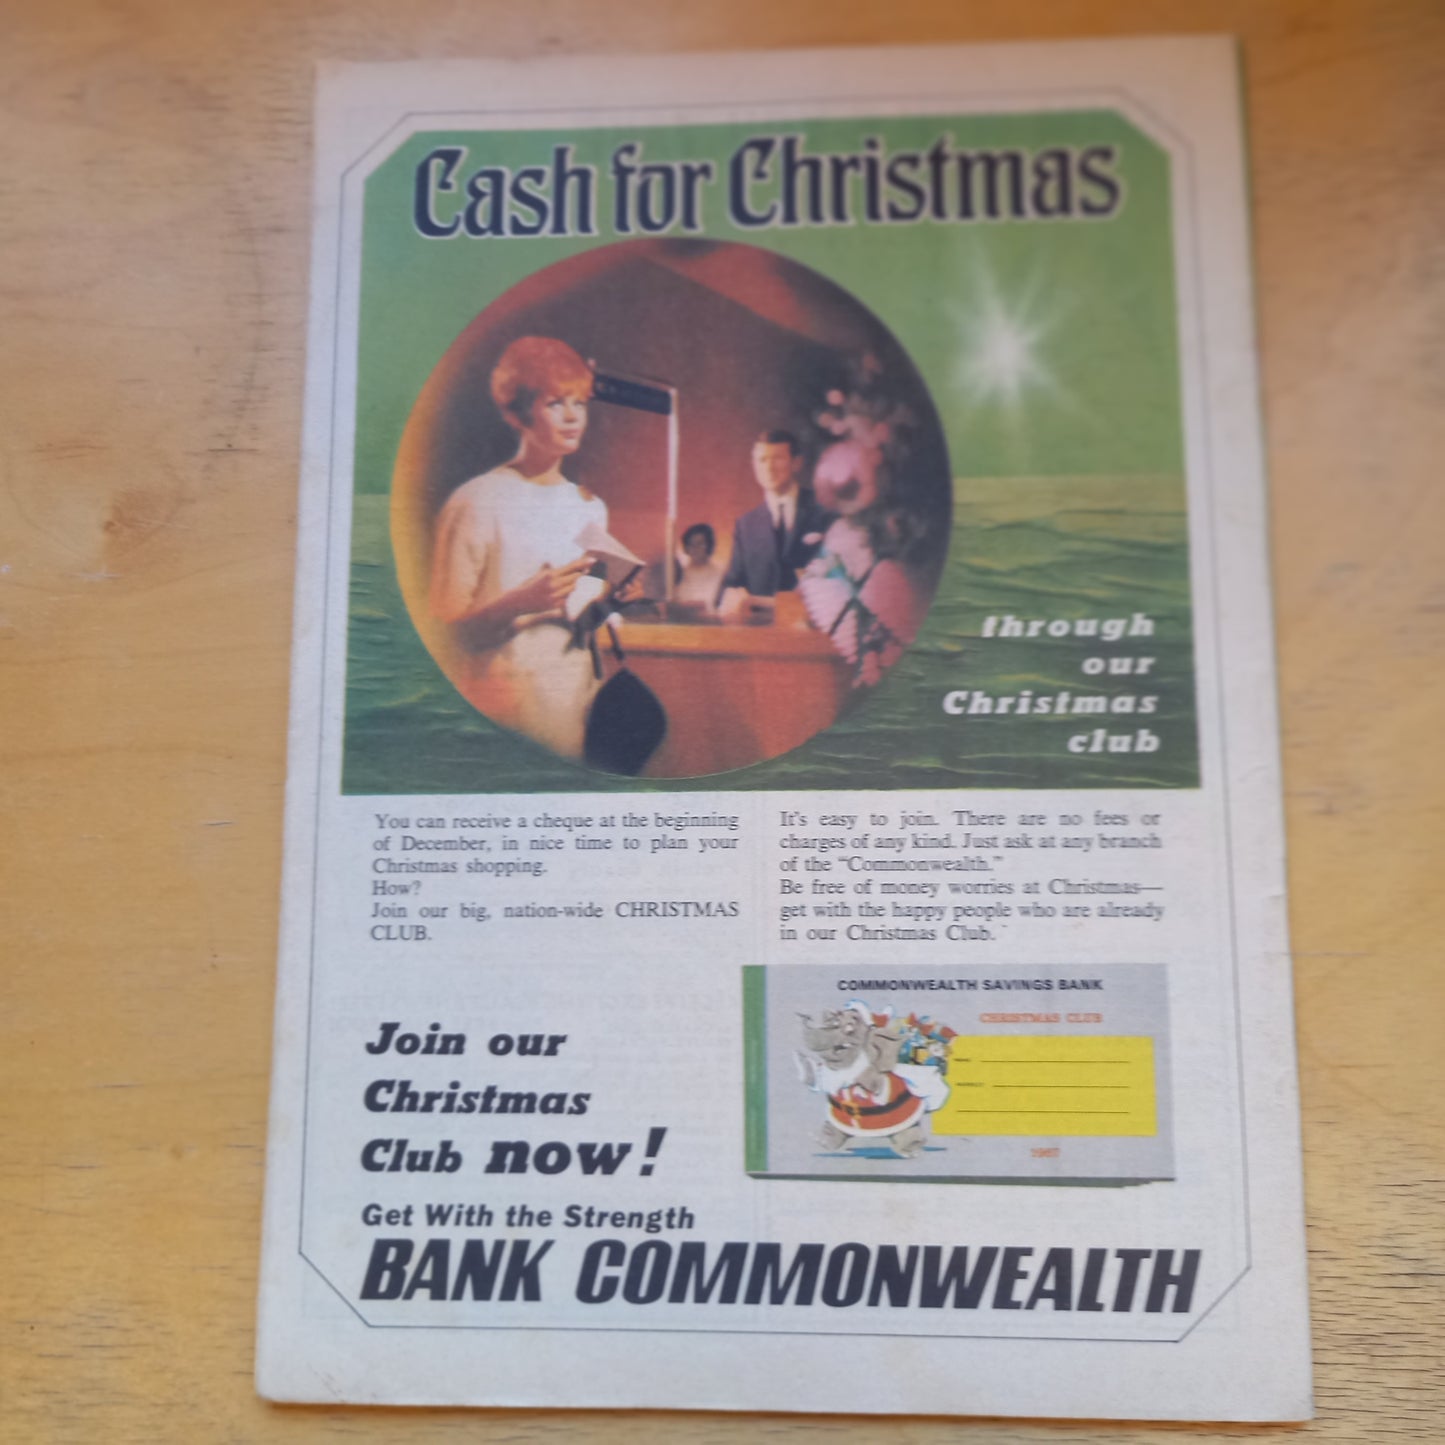 Cash for Christmas
through
our
Christmas
club
You can receive a cheque at the beginning
of December, in nice time to plan your
Christmas shopping.
How?
Join our big, nation-wide CHRISTMAS
CLUB.
It's easy to join. There are no fees or
charges of any kind. Just ask at any branch
of the "Commonwealth."
Be free of money worries at Christmas—
get with the happy people who are already
in our Christmas Club.
COMMONWEALTH SAVINGS BANK
CHRISTMAS CLUB
1967
Join our
Christmas
Club now!
Get With the Strength
BANK COMMONWEALTH